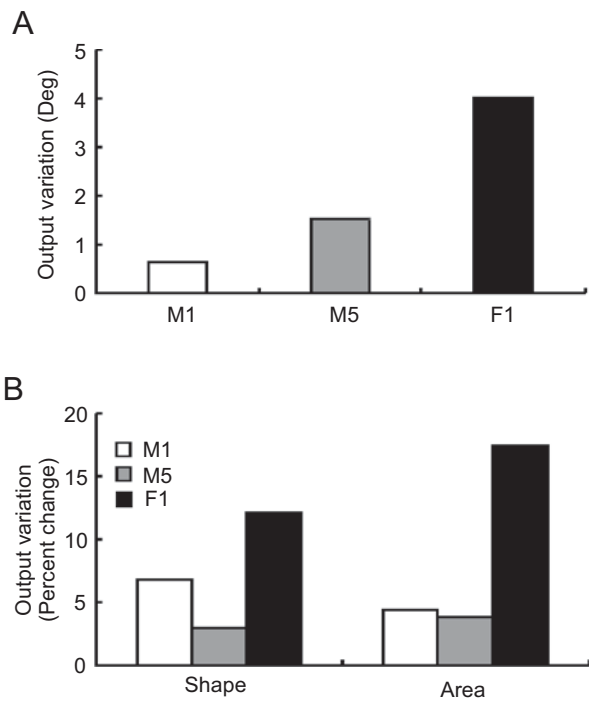 A
Output variation (Deg)
5
4
3
2
1
0
M1 M5 F1
B
Output variation
(Percent change)
20
15
10
5
0
M1
M5
F1
Shape Area